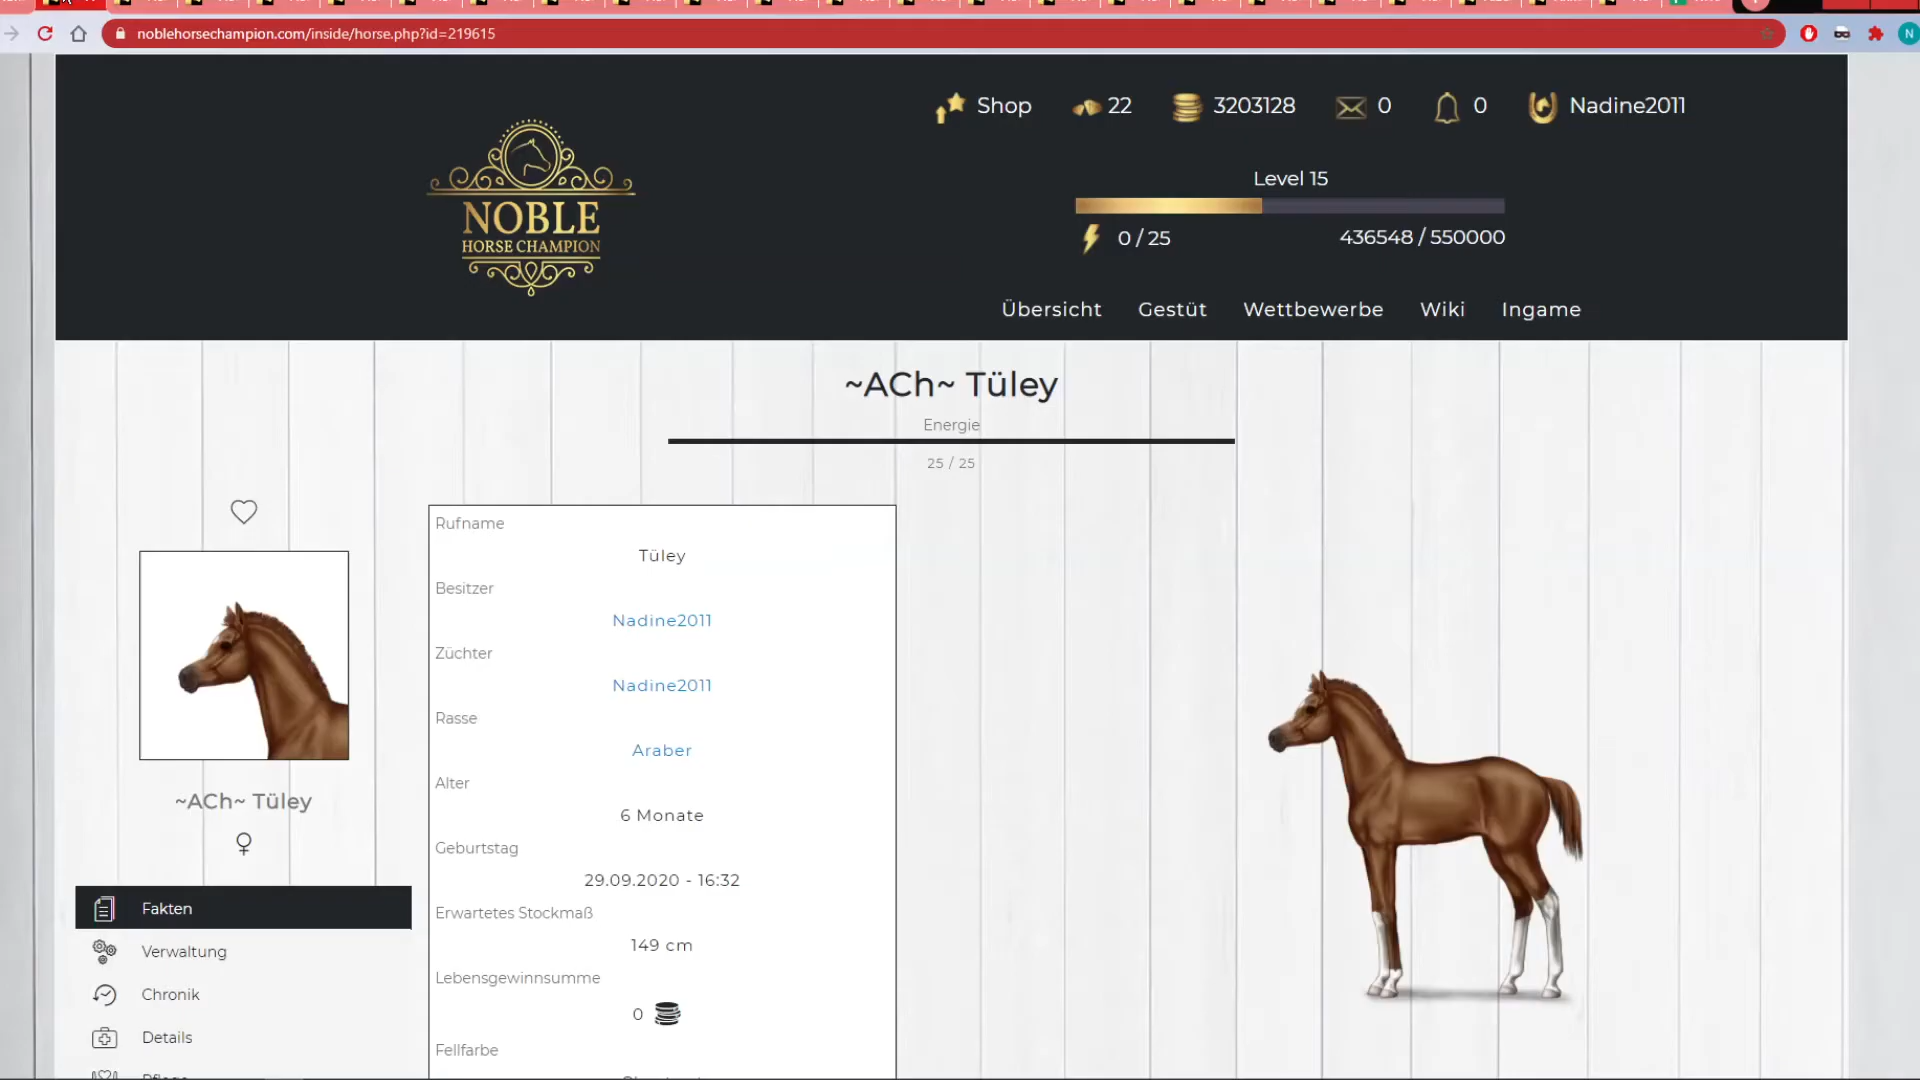 noblehorsechampion.com/inside/horse.php?id=219615
N
Shop
22
3203128
0
0
Nadine2011
NOBLE
HORSE CHAMPION
Level 15
0 / 25
436548 / 550000
Übersicht
Gestüt
Wettbewerbe
Wiki
Ingame
~ACh~ Tüley
Energie
25 / 25
~ACh~ Tüley
Fakten
Verwaltung
Chronik
Details
Rufname
Tüley
Besitzer
Nadine2011
Züchter
Nadine2011
Rasse
Araber
Alter
6 Monate
Geburtstag
29.09.2020 - 16:32
Erwartetes Stockmaß
149 cm
Lebensgewinnsumme
0
Fellfarbe